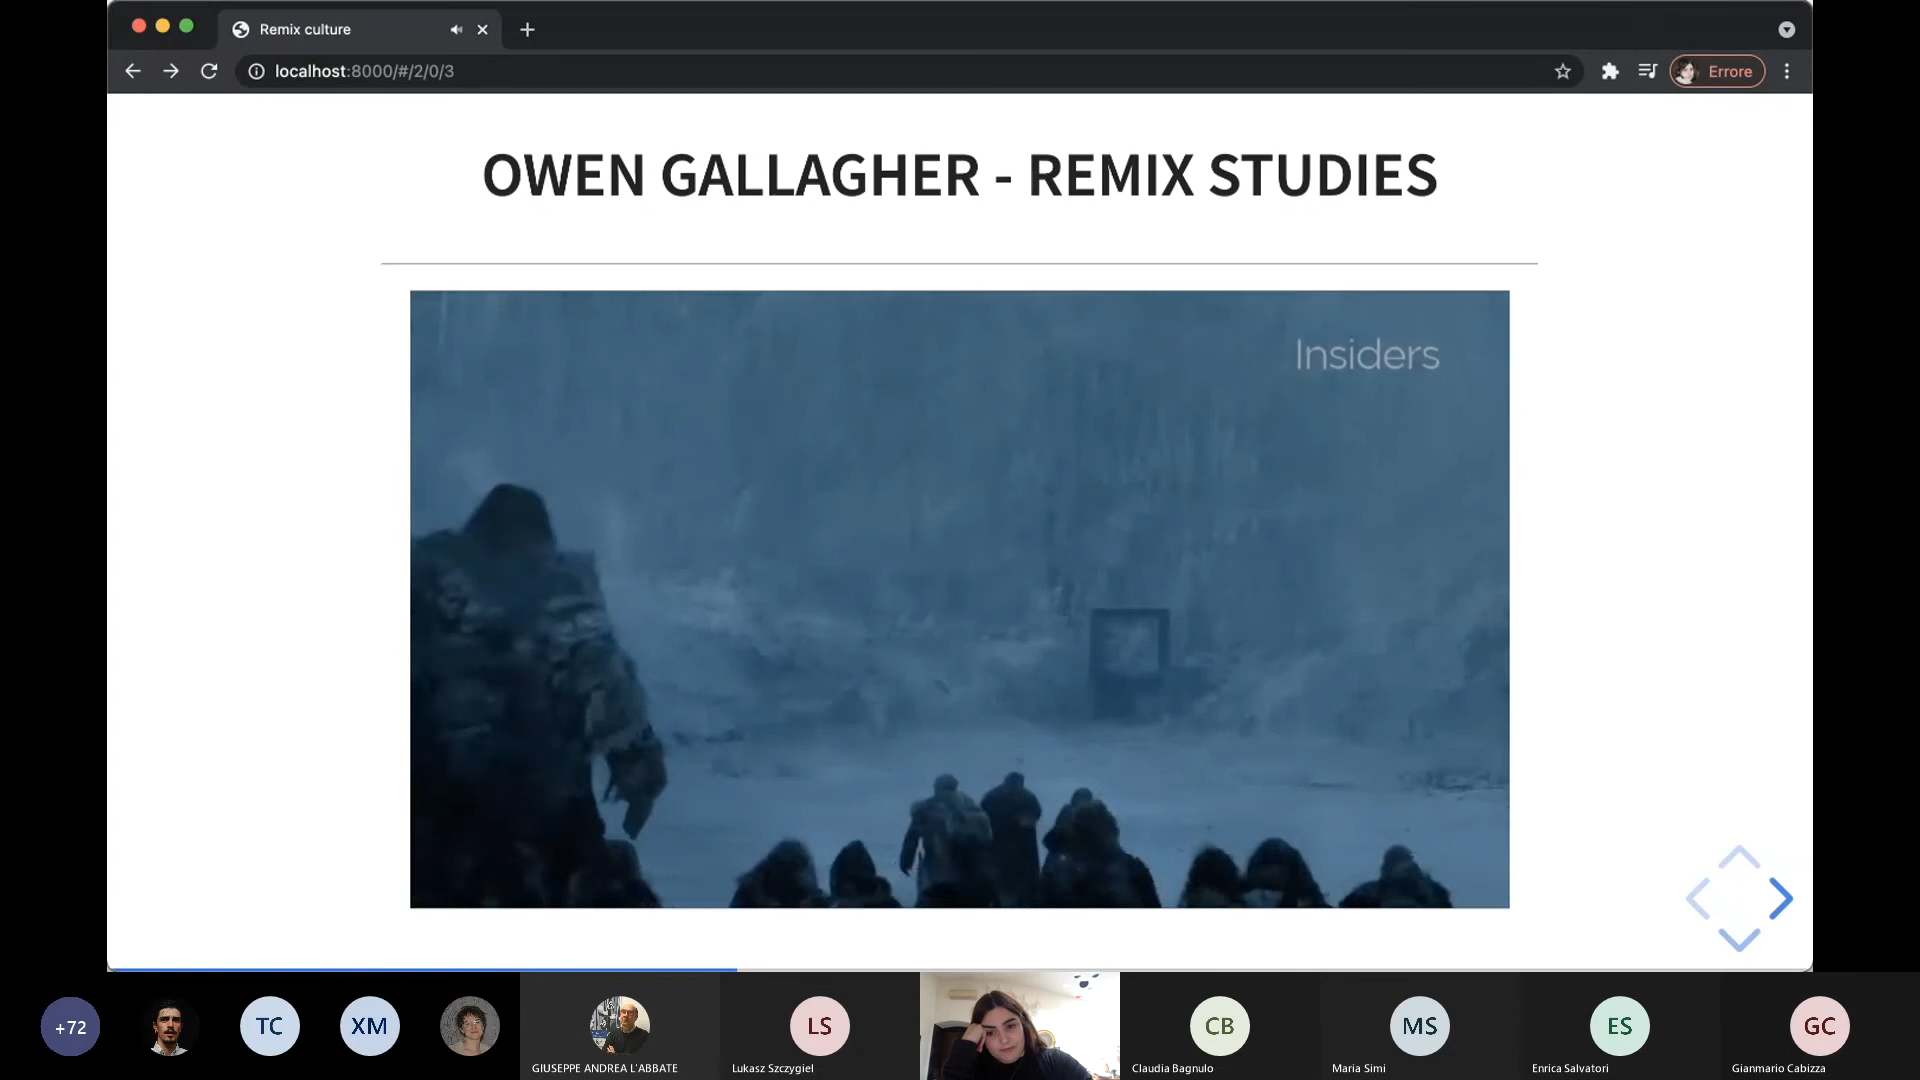 Remix culture
localhost:8000/#/2/0/3
Errore
OWEN GALLAGHER - REMIX STUDIES
Insiders
+72
TC
XM
GIUSEPPE ANDREA L'ABBATE
LS
Lukasz Szczygiel
CB
Claudia Bagnulo
MS
Maria Simi
ES
Enrica Salvatori
GC
Gianmario Cabizza